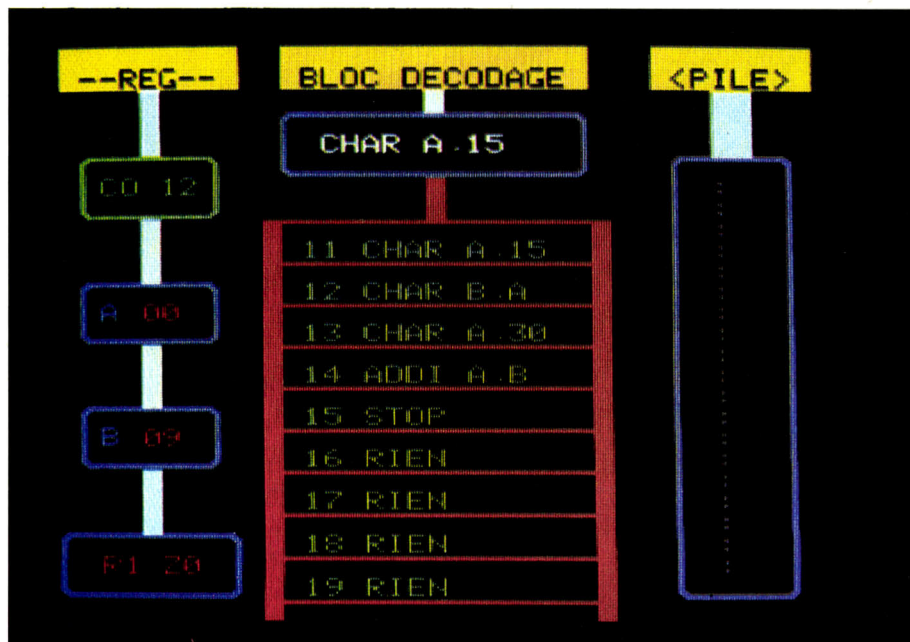 --REG--
CO 12
A 00
B 09
R1 Z0
BLOC DECODAGE
CHAR A,15
11 CHAR A,15
12 CHAR B,A
13 CHAR A,30
14 ADDI A,B
15 STOP
16 RIEN
17 RIEN
18 RIEN
19 RIEN
<PILE>